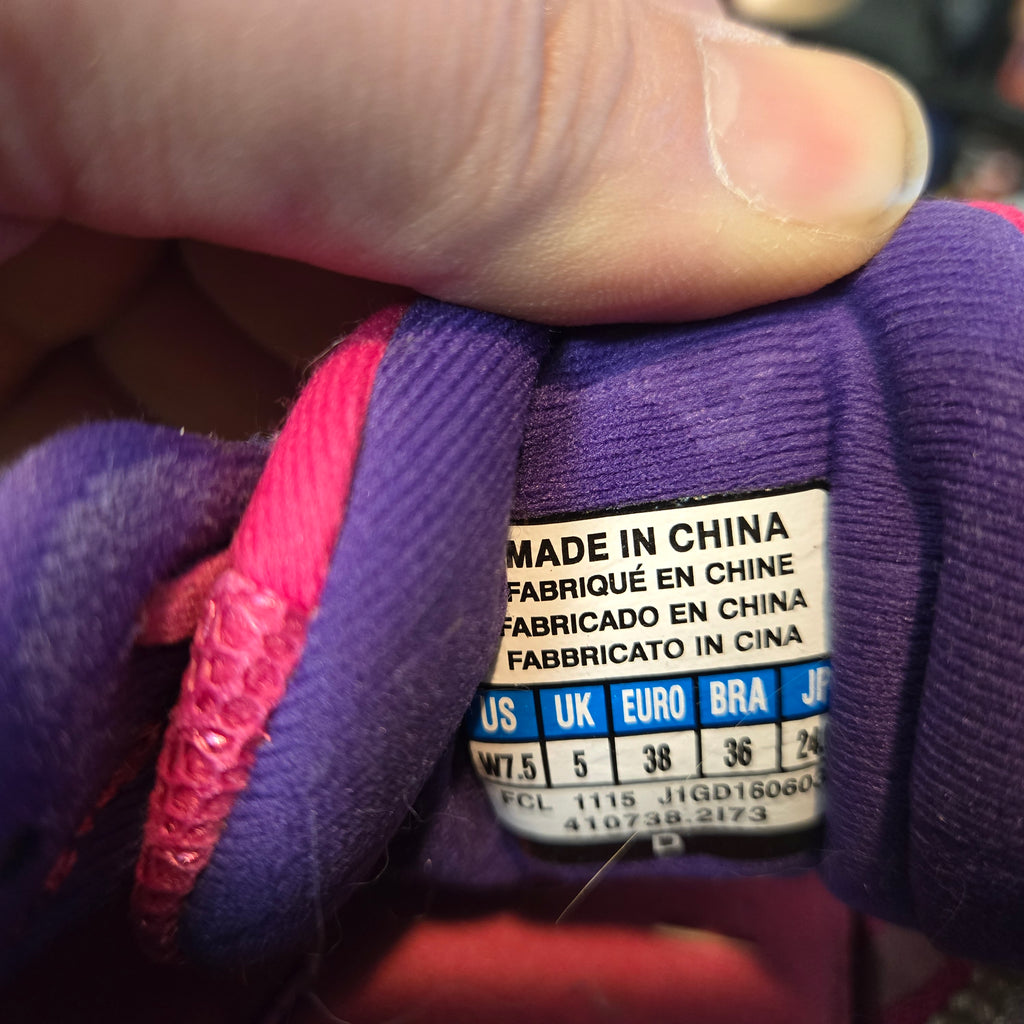 MADE IN CHINA
FABRIQUÉ EN CHINE
FABRICADO EN CHINA
FABBRICATO IN CINA
US UK EURO BRA
W7.5 5 38 36
FCL 1115 J1GD160603
410738.2173
D